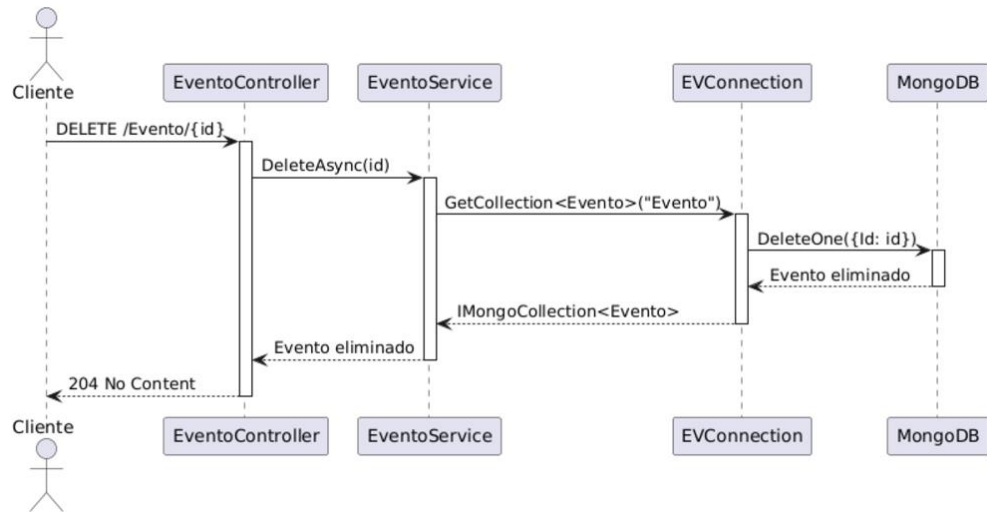 Cliente
EventoController
EventoService
EVConnection
MongoDB
DELETE /Evento/{id}
DeleteAsync(id)
GetCollection<Evento>("Evento")
DeleteOne({Id: id})
Evento eliminado
IMongoCollection<Evento>
Evento eliminado
204 No Content
Cliente
EventoController
EventoService
EVConnection
MongoDB